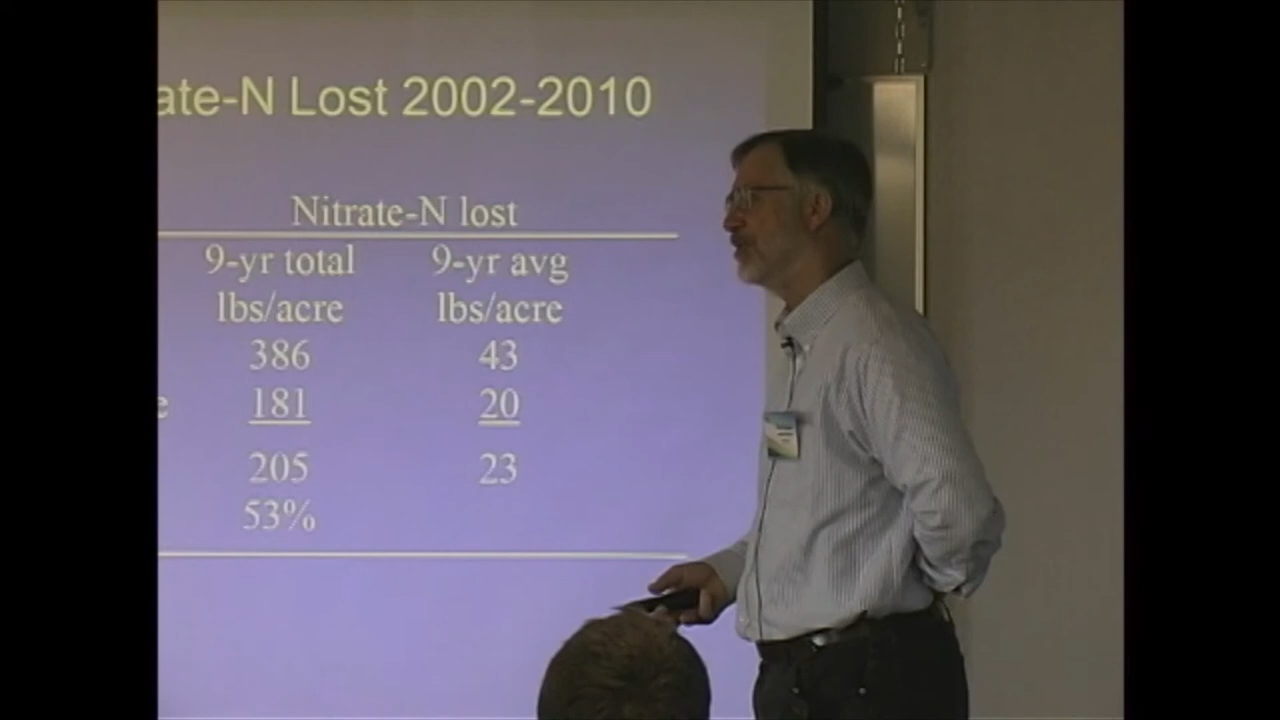 ate-N Lost 2002-2010
Nitrate-N lost
9-yr total 9-yr avg
lbs/acre lbs/acre
386 43
e 181 20
205 23
53%